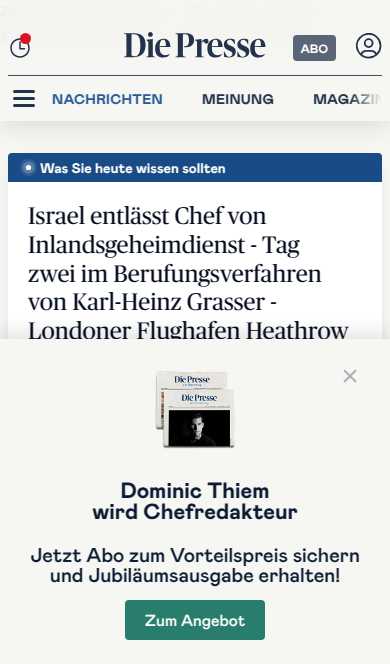 Die Presse
ABO
NACHRICHTEN
MEINUNG
MAGAZIN
Was Sie heute wissen sollten
Israel entlässt Chef von
Inlandsgeheimdienst - Tag
zwei im Berufungsverfahren
von Karl-Heinz Grasser -
Londoner Flughafen Heathrow
Die Presse
Die Presse
Dominic Thiem
wird Chefredakteur
Jetzt Abo zum Vorteilspreis sichern
und Jubiläumsausgabe erhalten!
Zum Angebot